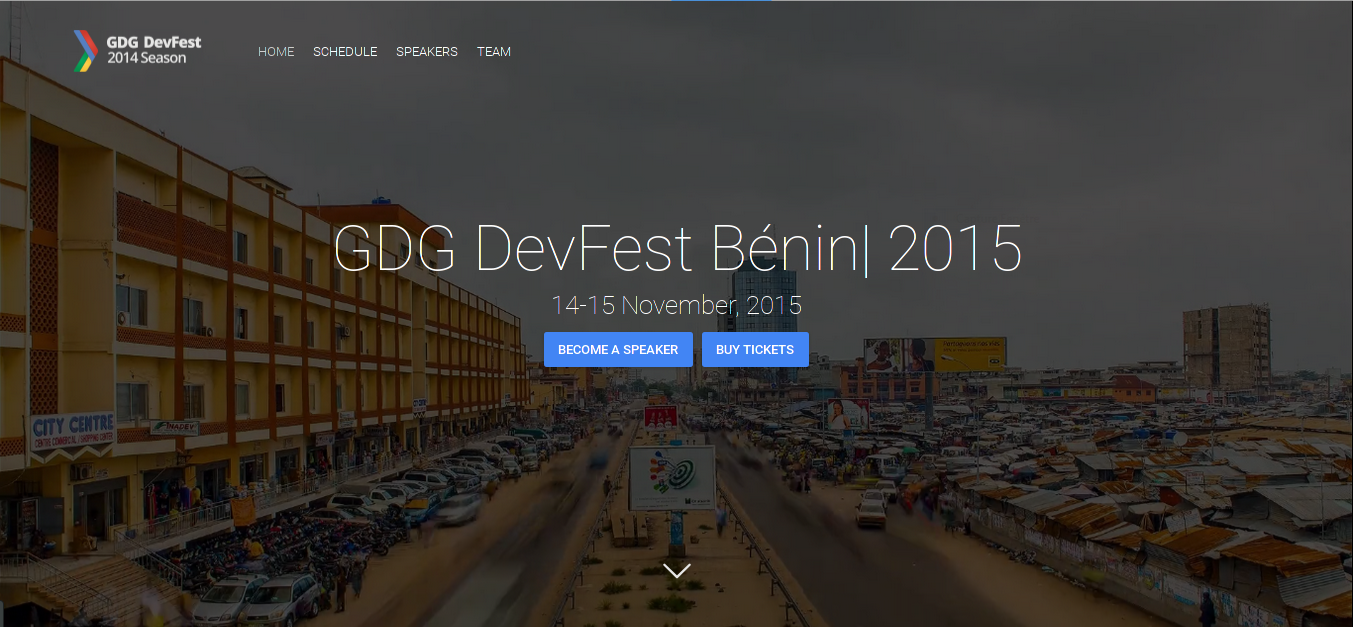 GDG DevFest
2014 Season
HOME SCHEDULE SPEAKERS TEAM
GDG DevFest Bénin| 2015
14-15 November, 2015
BECOME A SPEAKER BUY TICKETS
CITY CENTRE
CENTRE COMMERCIAL / SHOPPING CENTER